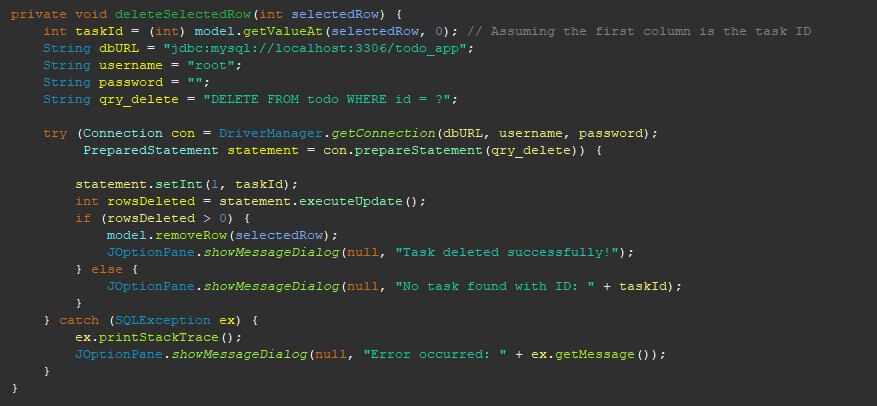 private void deleteSelectedRow(int selectedRow) {
    int taskId = (int) model.getValueAt(selectedRow, 0); // Assuming the first column is the task ID
    String dbURL = "jdbc:mysql://localhost:3306/todo_app";
    String username = "root";
    String password = "";
    String qry_delete = "DELETE FROM todo WHERE id = ?";

    try (Connection con = DriverManager.getConnection(dbURL, username, password);
         PreparedStatement statement = con.prepareStatement(qry_delete)) {

        statement.setInt(1, taskId);
        int rowsDeleted = statement.executeUpdate();
        if (rowsDeleted > 0) {
            model.removeRow(selectedRow);
            JOptionPane.showMessageDialog(null, "Task deleted successfully!");
        } else {
            JOptionPane.showMessageDialog(null, "No task found with ID: " + taskId);
        }
    } catch (SQLException ex) {
        ex.printStackTrace();
        JOptionPane.showMessageDialog(null, "Error occurred: " + ex.getMessage());
    }
}